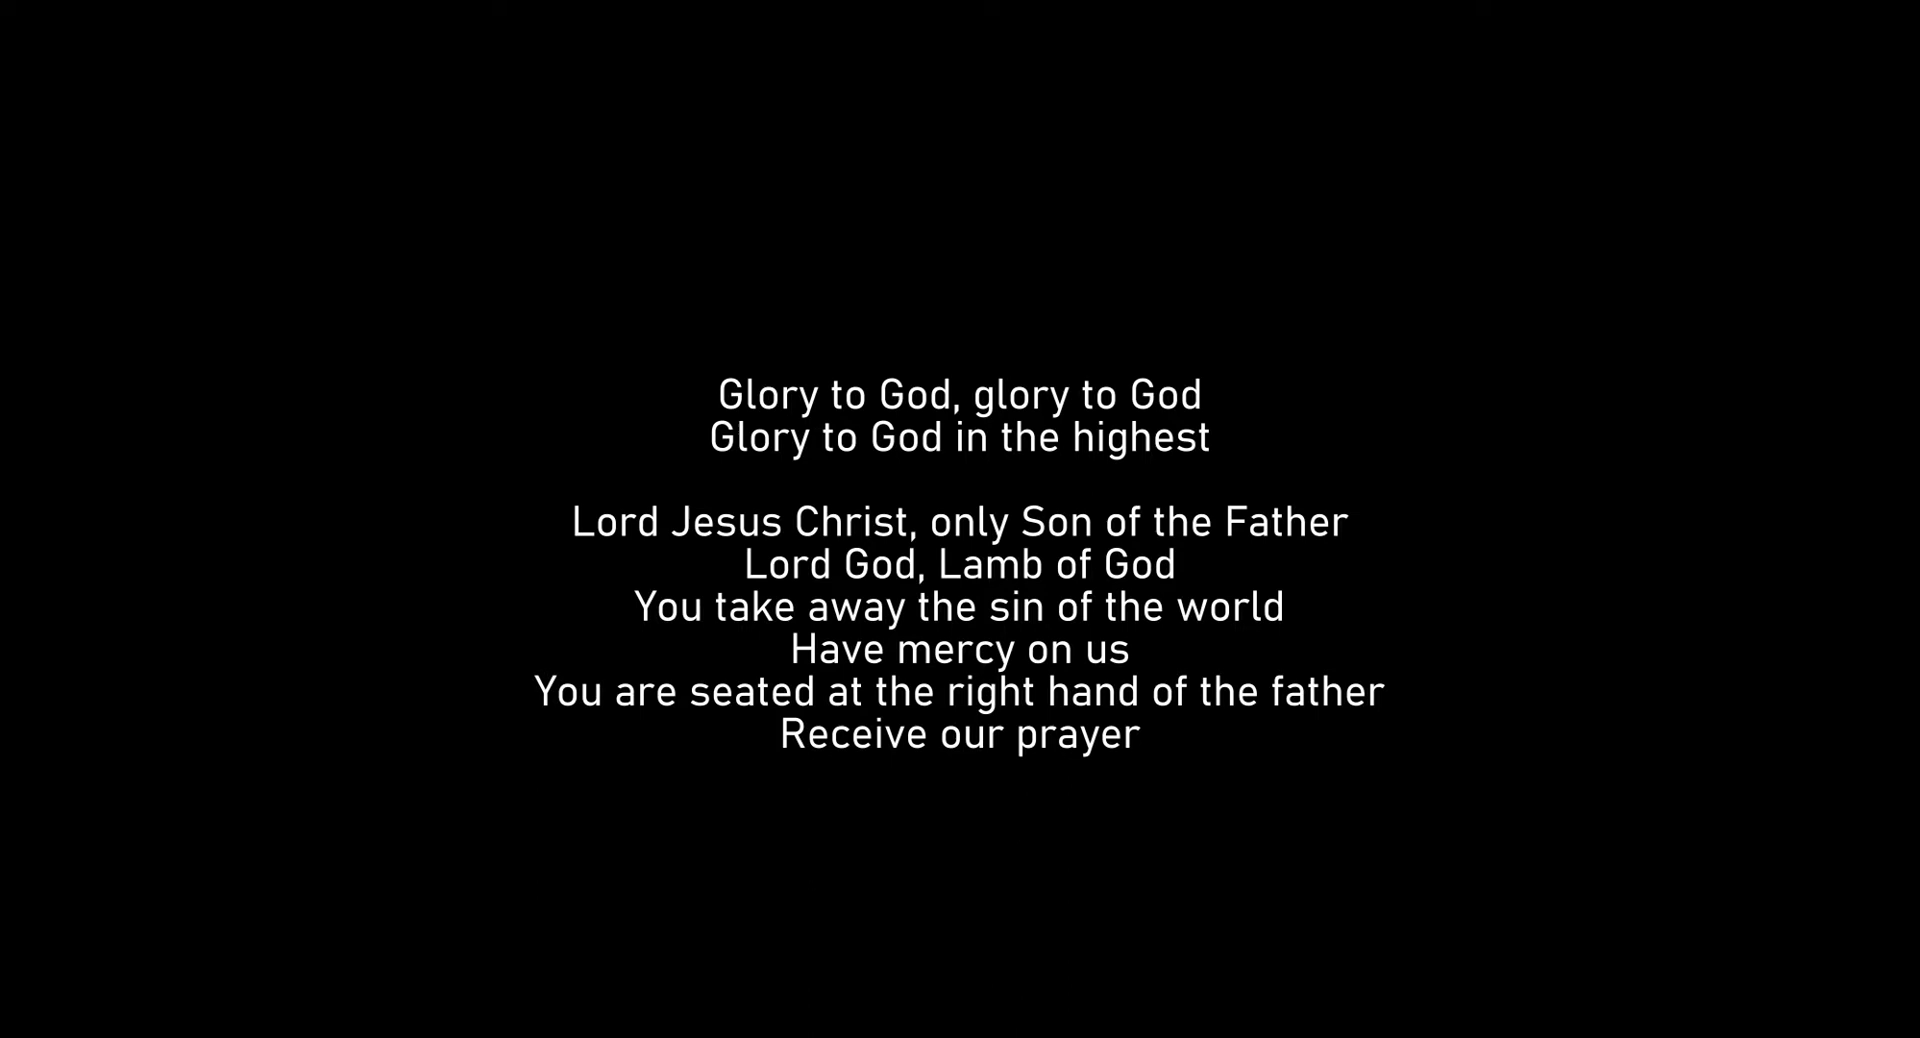 Glory to God, glory to God
Glory to God in the highest
Lord Jesus Christ, only Son of the Father
Lord God, Lamb of God
You take away the sin of the world
Have mercy on us
You are seated at the right hand of the father
Receive our prayer